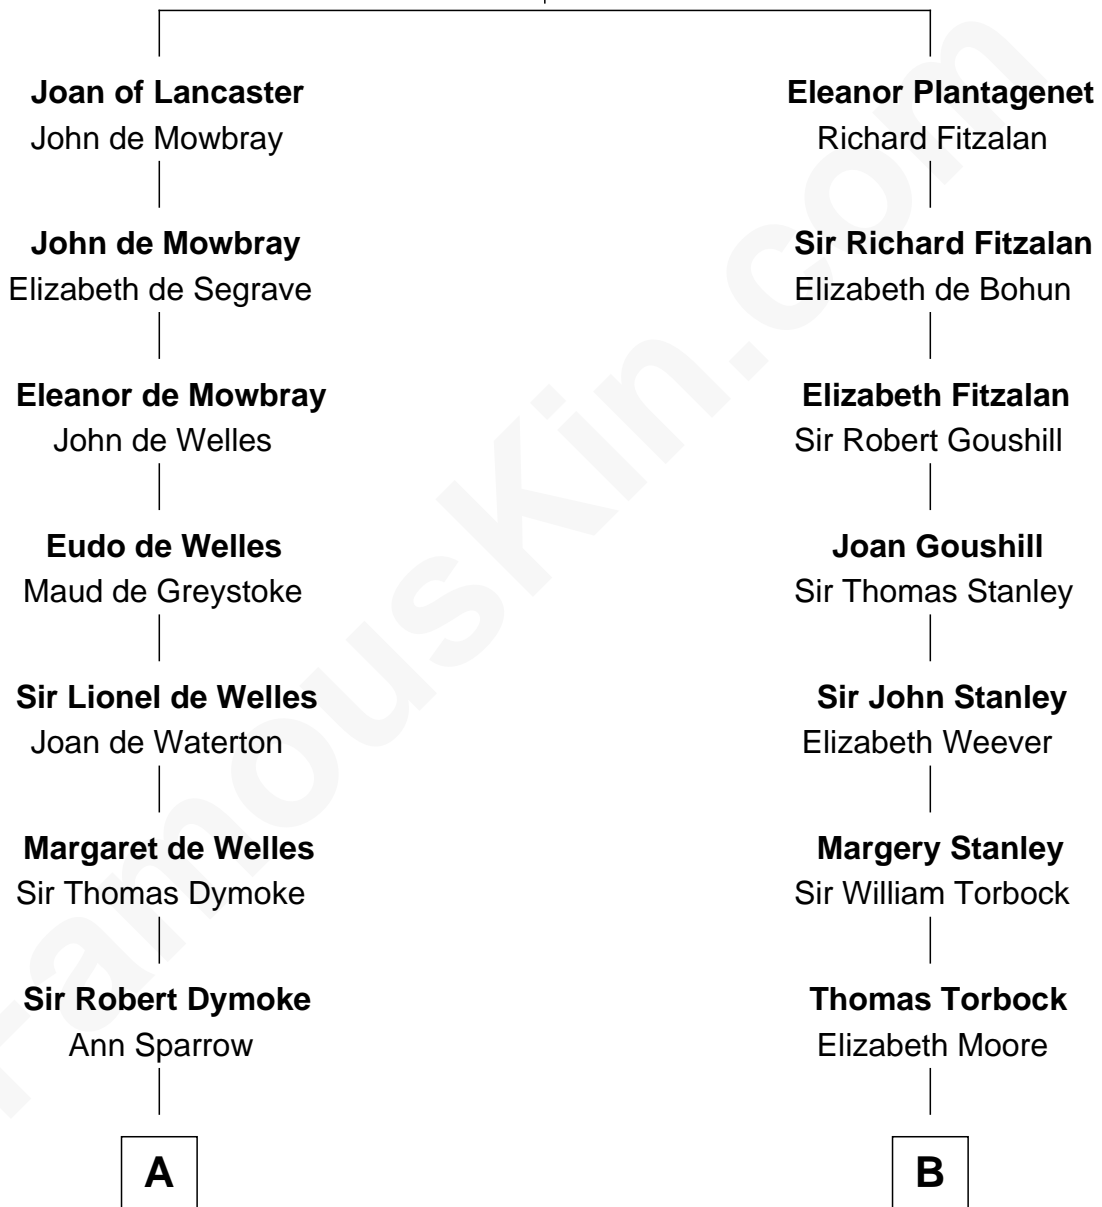 Joan of Lancaster
John de Mowbray
John de Mowbray
Elizabeth de Segrave
Eleanor de Mowbray
John de Welles
Eudo de Welles
Maud de Greystoke
Sir Lionel de Welles
Joan de Waterton
Margaret de Welles
Sir Thomas Dymoke
Sir Robert Dymoke
Ann Sparrow
A
Eleanor Plantagenet
Richard Fitzalan
Sir Richard Fitzalan
Elizabeth de Bohun
Elizabeth Fitzalan
Sir Robert Goushill
Joan Goushill
Sir Thomas Stanley
Sir John Stanley
Elizabeth Weever
Margery Stanley
Sir William Torbock
Thomas Torbock
Elizabeth Moore
B
FamousKin.com